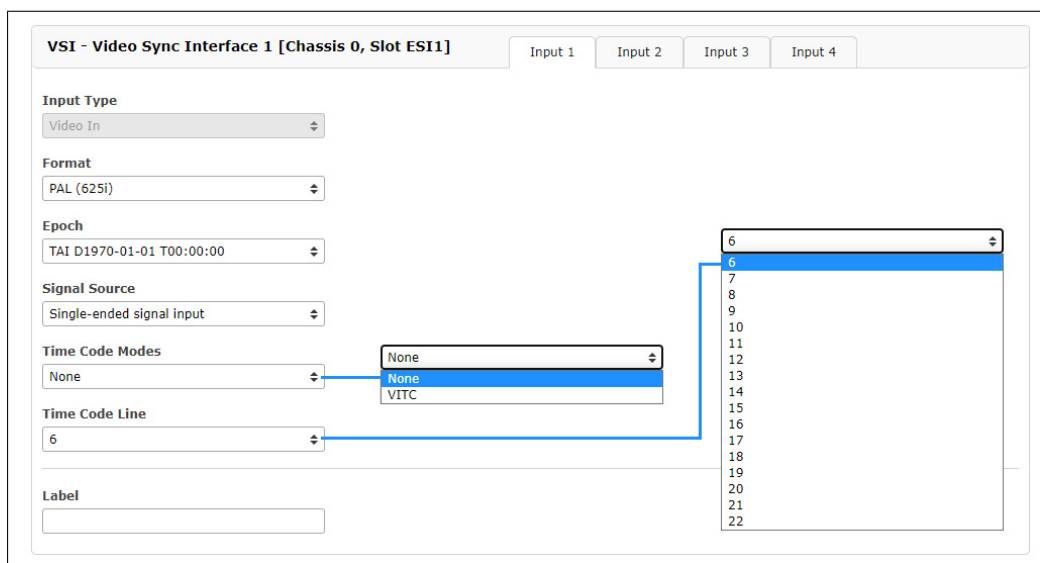 VSI - Video Sync Interface 1 [Chassis 0, Slot ESI1]
Input 1
Input 2
Input 3
Input 4
Input Type
Video In
Format
PAL (625i)
Epoch
TAI D1970-01-01 T00:00:00
Signal Source
Single-ended signal input
Time Code Modes
None
None
None
VITC
Time Code Line
6
6
6
7
8
9
10
11
12
13
14
15
16
17
18
19
20
21
22
Label